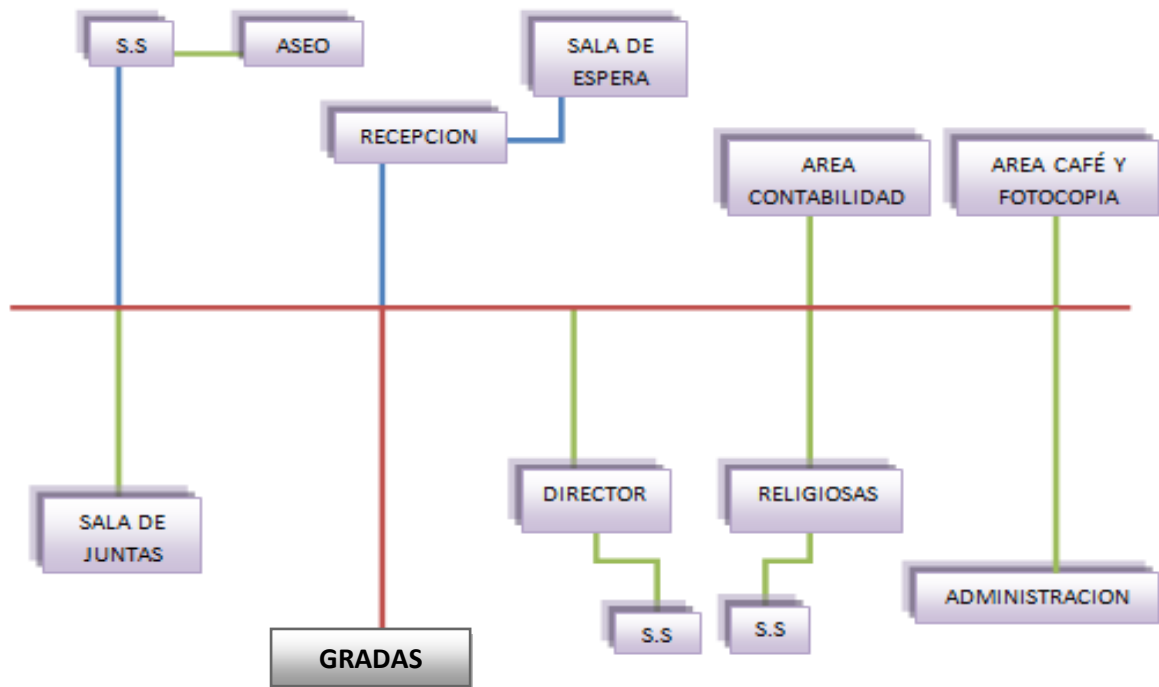 S.S
ASEO
SALA DE
ESPERA
RECEPCION
AREA
CONTABILIDAD
AREA CAFÉ Y
FOTOCOPIA
SALA DE
JUNTAS
DIRECTOR
RELIGIOSAS
ADMINISTRACION
S.S
S.S
GRADAS